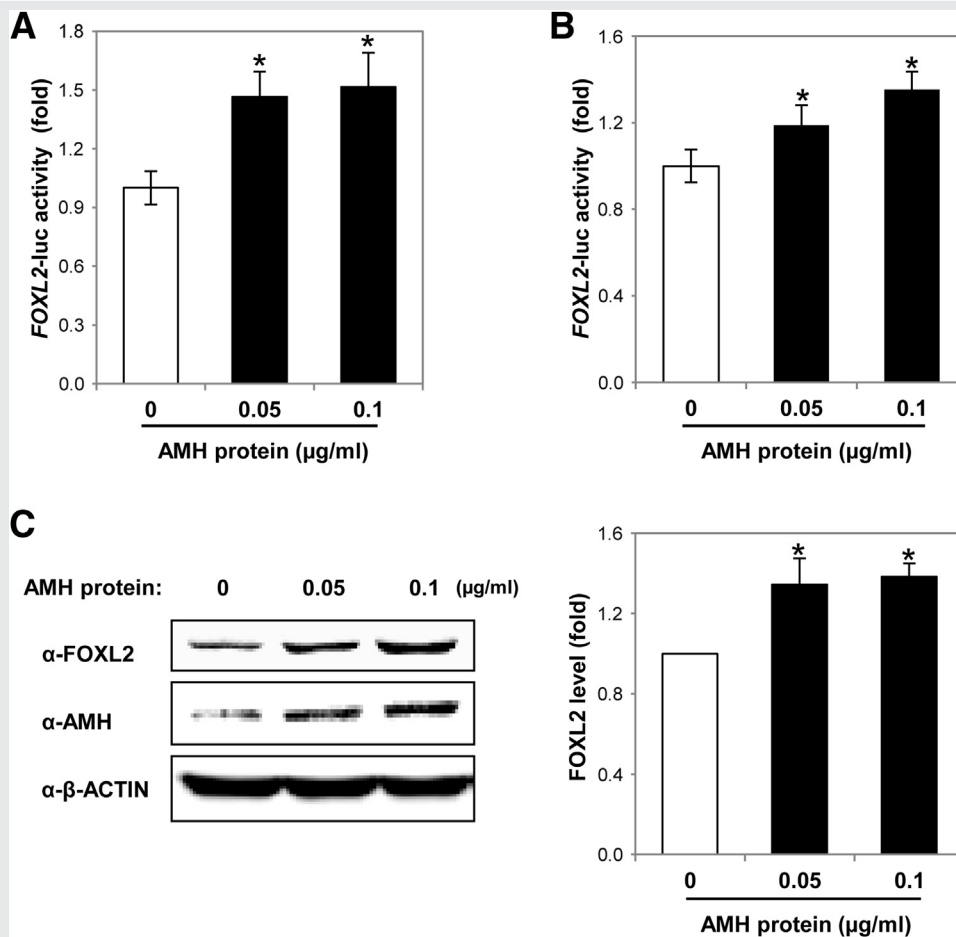 A
FOXL2-luc activity (fold)
1.8
1.5
1.2
0.9
0.6
0.3
0.0
* *
0 0.05 0.1
AMH protein (µg/ml)
B
FOXL2-luc activity (fold)
1.6
1.2
0.8
0.4
0.0
* *
0 0.05 0.1
AMH protein (µg/ml)
C
AMH protein: 0 0.05 0.1 (µg/ml)
α-FOXL2
α-AMH
α-β-ACTIN
FOXL2 level (fold)
1.6
1.2
0.8
0.4
0.0
* *
0 0.05 0.1
AMH protein (µg/ml)